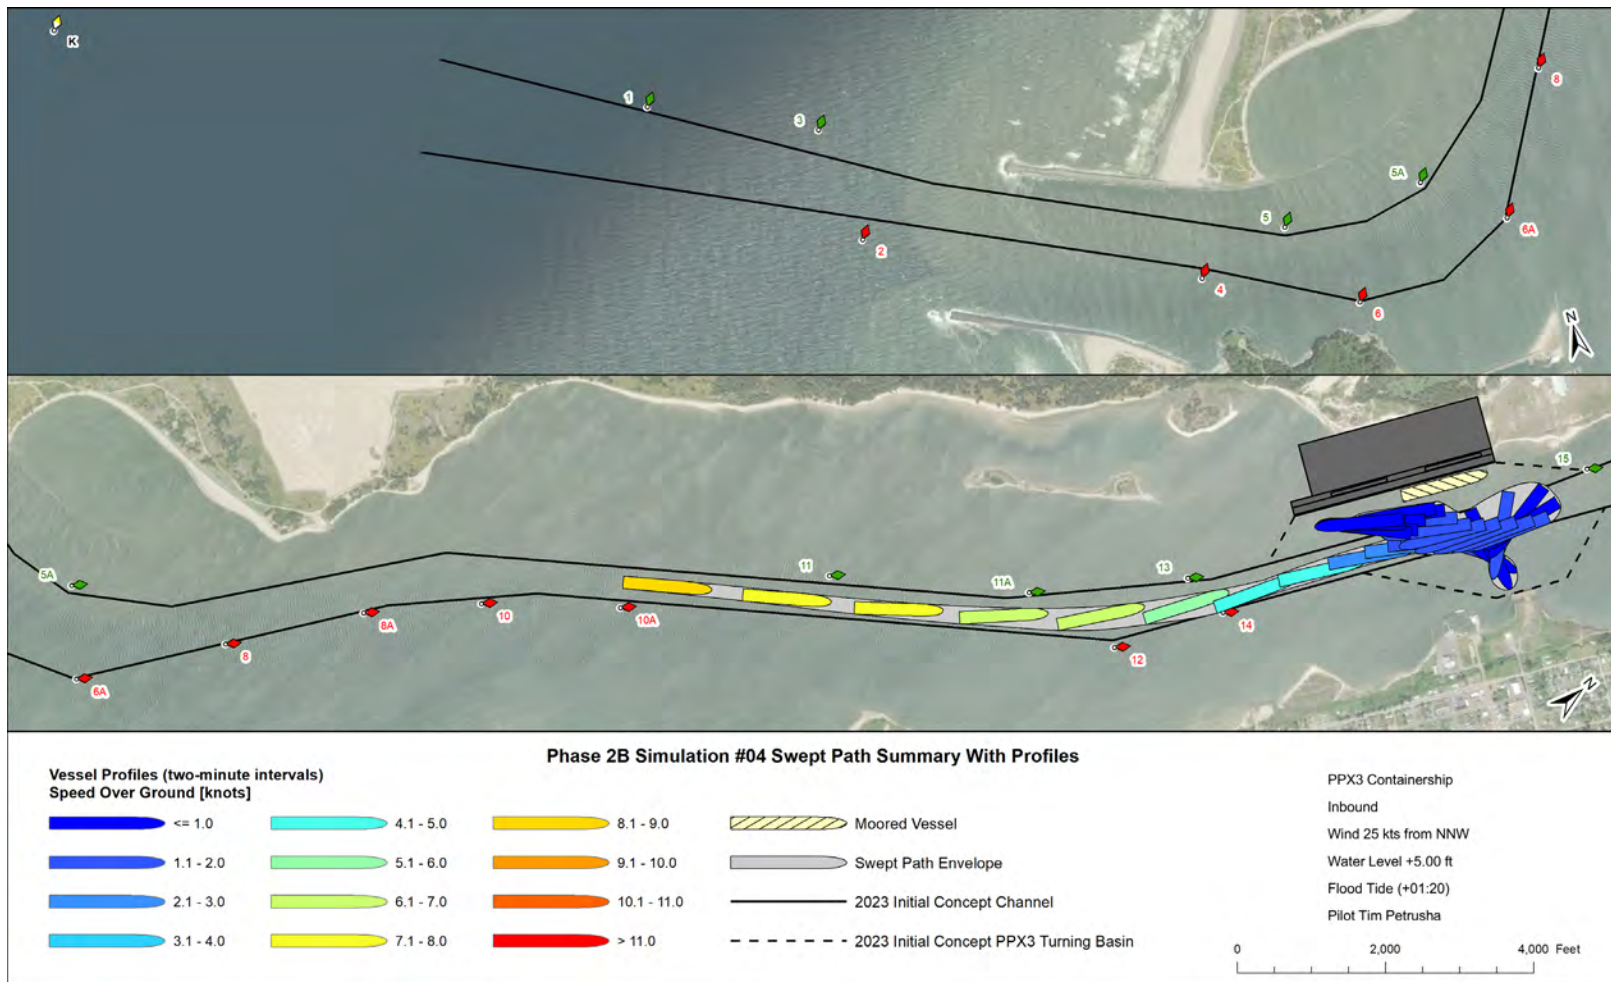 K
1
3
5
5A
8
6A
2
4
6
N
5A
11
11A
13
15
6A
8
8A
10
10A
12
14
N
Phase 2B Simulation #04 Swept Path Summary With Profiles
Vessel Profiles (two-minute intervals)
Speed Over Ground [knots]
<= 1.0
1.1 - 2.0
2.1 - 3.0
3.1 - 4.0
4.1 - 5.0
5.1 - 6.0
6.1 - 7.0
7.1 - 8.0
8.1 - 9.0
9.1 - 10.0
10.1 - 11.0
> 11.0
Moored Vessel
Swept Path Envelope
2023 Initial Concept Channel
2023 Initial Concept PPX3 Turning Basin
PPX3 Containership
Inbound
Wind 25 kts from NNW
Water Level +5.00 ft
Flood Tide (+01:20)
Pilot Tim Petrusha
0 2,000 4,000 Feet